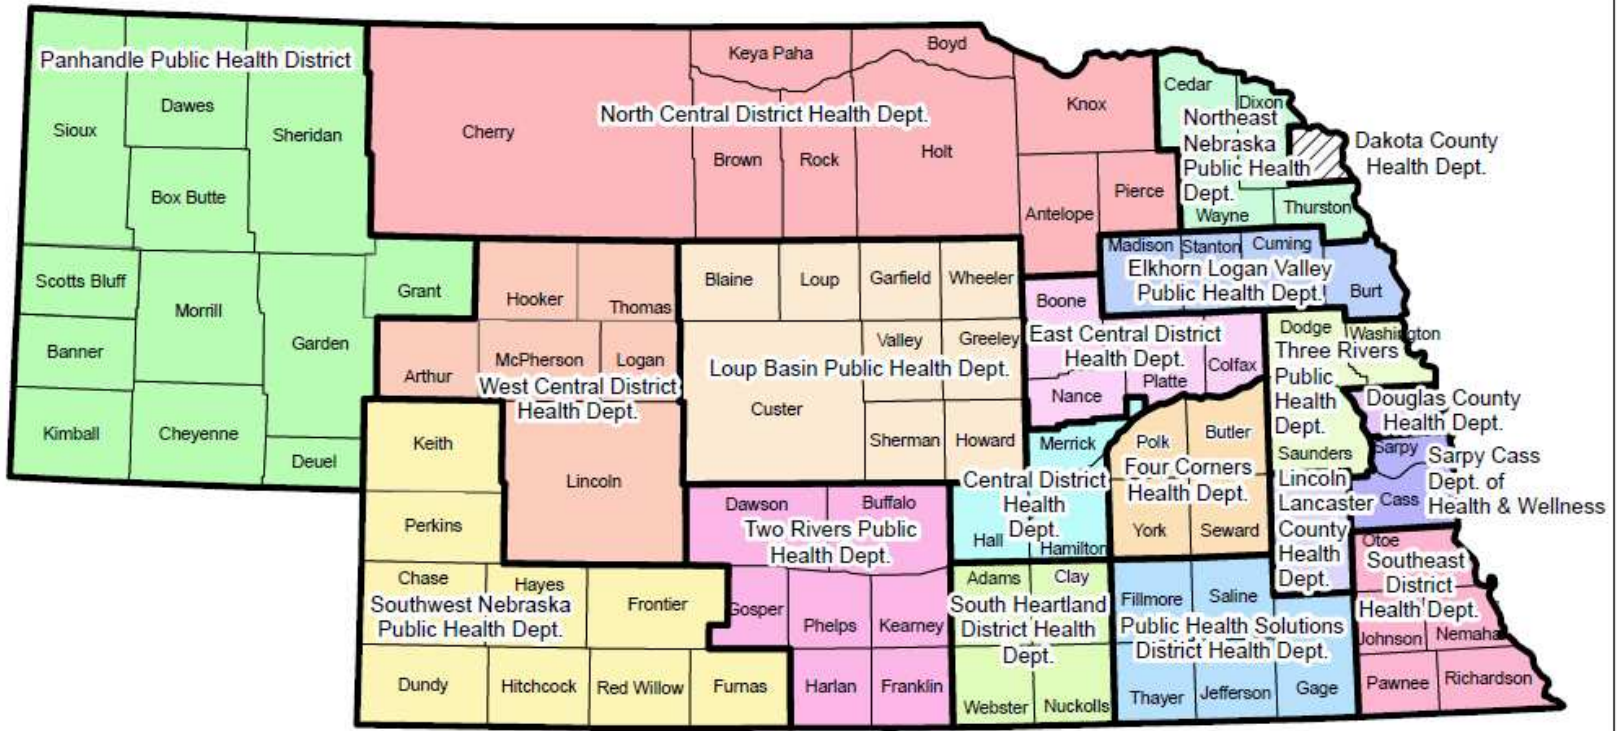 Panhandle Public Health District
Sioux
Dawes
Sheridan
Box Butte
Scotts Bluff
Morrill
Grant
Banner
Garden
Kimball
Cheyenne
Deuel
North Central District Health Dept.
Cherry
Keya Paha
Boyd
Brown
Rock
Holt
Knox
Antelope
Pierce
Cedar
Dixon
Northeast
Nebraska
Public Health
Dept.
Wayne
Thurston
Dakota County
Health Dept.
Madison
Stanton
Cuming
Elkhorn Logan Valley
Public Health Dept.
Burt
Hooker
Thomas
Arthur
McPherson
Logan
West Central District
Health Dept.
Lincoln
Blaine
Loup
Garfield
Wheeler
Valley
Greeley
Loup Basin Public Health Dept.
Custer
Sherman
Howard
Boone
East Central District
Health Dept.
Colfax
Platte
Nance
Dodge
Washington
Three Rivers
Public
Health
Dept.
Saunders
Douglas County
Health Dept.
Sarpy
Cass
Sarpy Cass
Dept. of
Health & Wellness
Lincoln
Lancaster
County
Health
Dept.
Merrick
Central District
Health
Dept.
Hall
Hamilton
Polk
Butler
Four Corners
Health Dept.
York
Seward
Keith
Perkins
Chase
Hayes
Frontier
Southwest Nebraska
Public Health Dept.
Dundy
Hitchcock
Red Willow
Furnas
Dawson
Buffalo
Two Rivers Public
Health Dept.
Gosper
Phelps
Kearney
Harlan
Franklin
Adams
Clay
South Heartland
District Health
Dept.
Webster
Nuckolls
Fillmore
Saline
Public Health Solutions
District Health Dept.
Thayer
Jefferson
Gage
Otoe
Southeast
District
Health Dept.
Johnson
Nemaha
Pawnee
Richardson